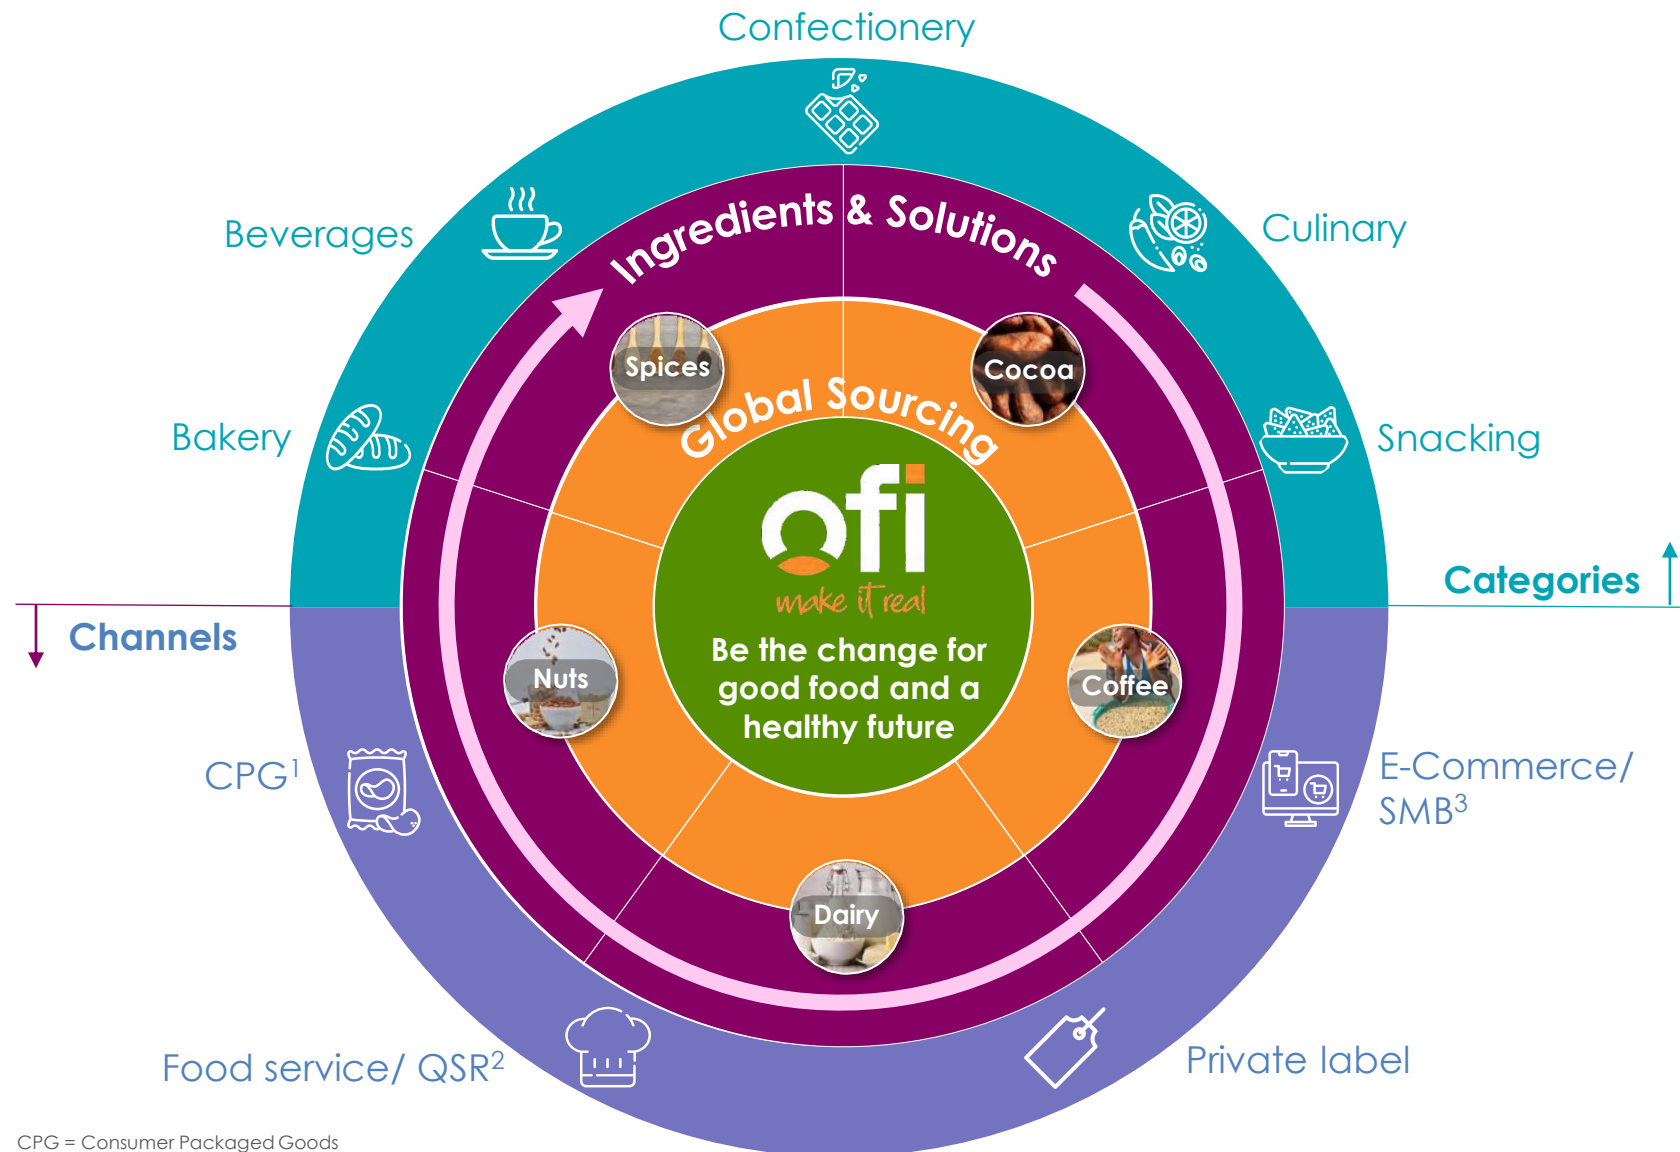 Confectionery
Beverages
Culinary
Ingredients & Solutions
Spices
Cocoa
Global Sourcing
Bakery
Snacking
ofi
make it real
Categories
Channels
Be the change for
good food and a
healthy future
Nuts
Coffee
CPG¹
E-Commerce/
SMB³
Dairy
Food service/ QSR²
Private label
CPG = Consumer Packaged Goods